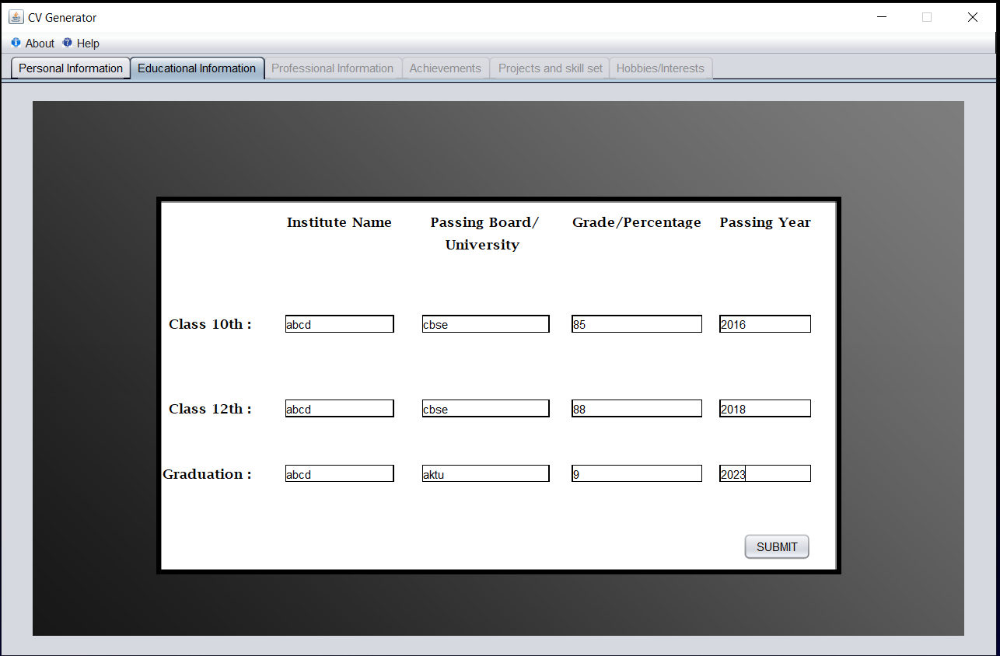 CV Generator
About Help
Personal Information Educational Information Professional Information Achievements Projects and skill set Hobbies/Interests
Institute Name Passing Board/ Grade/Percentage Passing Year
University
Class 10th : abcd cbse 85 2016
Class 12th : abcd cbse 88 2018
Graduation : abcd aktu 9 2023
SUBMIT